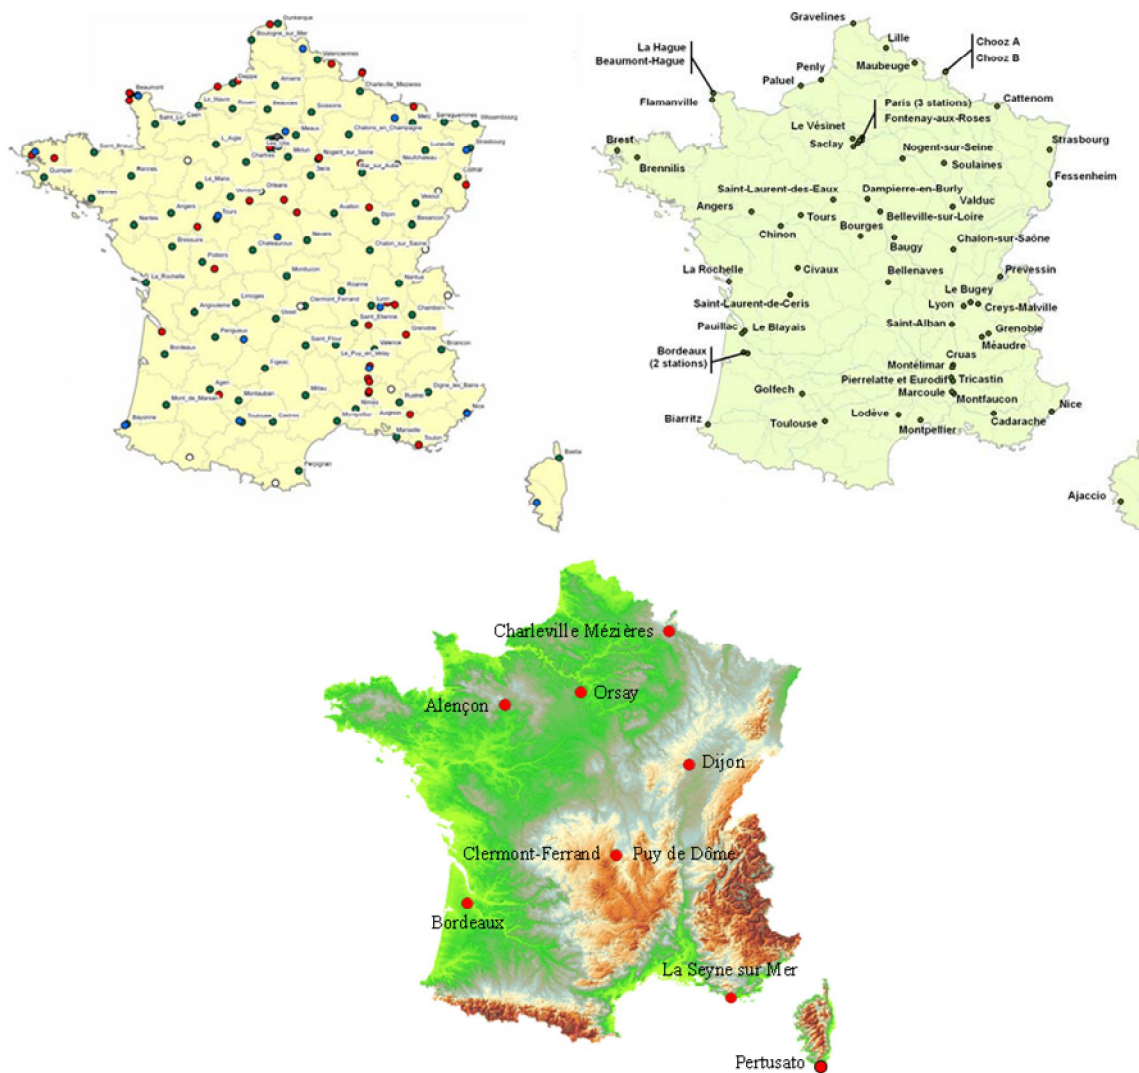 Dunkerque
Boulogne_sur_Mer
Valenciennes
Dieppe
Amiens
Charleville_Mezieres
Beaumont
Le_Havre
Rouen
Beauvais
Soissons
Saint_Lo
Caen
Metz
Sarreguemines
Wissembourg
L_Aigle
Meaux
Chalons_en_Champagne
Saint_Brieuc
Chartres
Melun
Nogent_sur_Seine
Luneville
Strasbourg
Quimper
Rennes
Sens
Bar_sur_Aube
Neufchateau
Colmar
Le_Mans
Vendome
Orleans
Vesoul
Vannes
Nantes
Angers
Tours
Avallon
Dijon
Besancon
Bressuire
Chateauroux
Nevers
Chalon_sur_Saone
Poitiers
La_Rochelle
Montlucon
Nantua
Roanne
Angouleme
Limoges
Clermont_Ferrand
Lyon
Chambery
Ussel
Saint_Etienne
Perigueux
Grenoble
Bordeaux
Saint_Flour
Valence
Briancon
Le_Puy_en_Velay
Figeac
Agen
Mont_de_Marsan
Montauban
Millau
Digne_les_Bains
Nimes
Rustrel
Bayonne
Toulouse
Castres
Montpellier
Avignon
Nice
Marseille
Toulon
Perpignan
Bastia
Gravelines
Lille
La Hague
Beaumont-Hague
Chooz A
Chooz B
Maubeuge
Penly
Paluel
Flamanville
Paris (3 stations)
Fontenay-aux-Roses
Cattenom
Le Vésinet
Saclay
Brest
Brennilis
Nogent-sur-Seine
Soulaines
Strasbourg
Fessenheim
Saint-Laurent-des-Eaux
Dampierre-en-Burly
Valduc
Angers
Tours
Belleville-sur-Loire
Chinon
Bourges
Baugy
Chalon-sur-Saône
La Rochelle
Civaux
Bellenaves
Prevessin
Le Bugey
Saint-Laurent-de-Ceris
Lyon
Creys-Malville
Pauillac
Le Blayais
Saint-Alban
Grenoble
Méaudre
Bordeaux
(2 stations)
Cruas
Montélimar
Pierrelatte et Eurodif
Tricastin
Golfech
Marcoule
Montfaucon
Biarritz
Toulouse
Lodève
Montpellier
Nice
Cadarache
Ajaccio
Charleville Mézières
Alençon
Orsay
Dijon
Clermont-Ferrand
Puy de Dôme
Bordeaux
La Seyne sur Mer
Pertusato